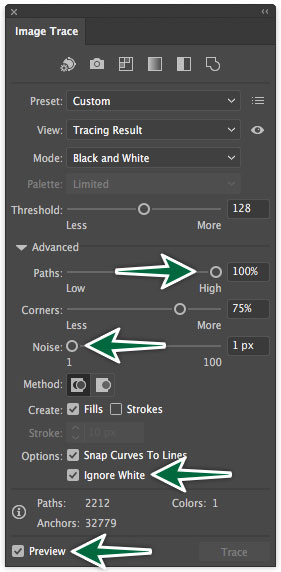 Image Trace
Preset: Custom
View: Tracing Result
Mode: Black and White
Palette: Limited
Threshold: 128
Less More
Advanced
Paths: 100%
Low High
Corners: 75%
Less More
Noise: 1 px
1 100
Method:
Create: Fills Strokes
Stroke: 10 px
Options: Snap Curves To Lines
Ignore White
Paths: 2212 Colors: 1
Anchors: 32779
Preview Trace